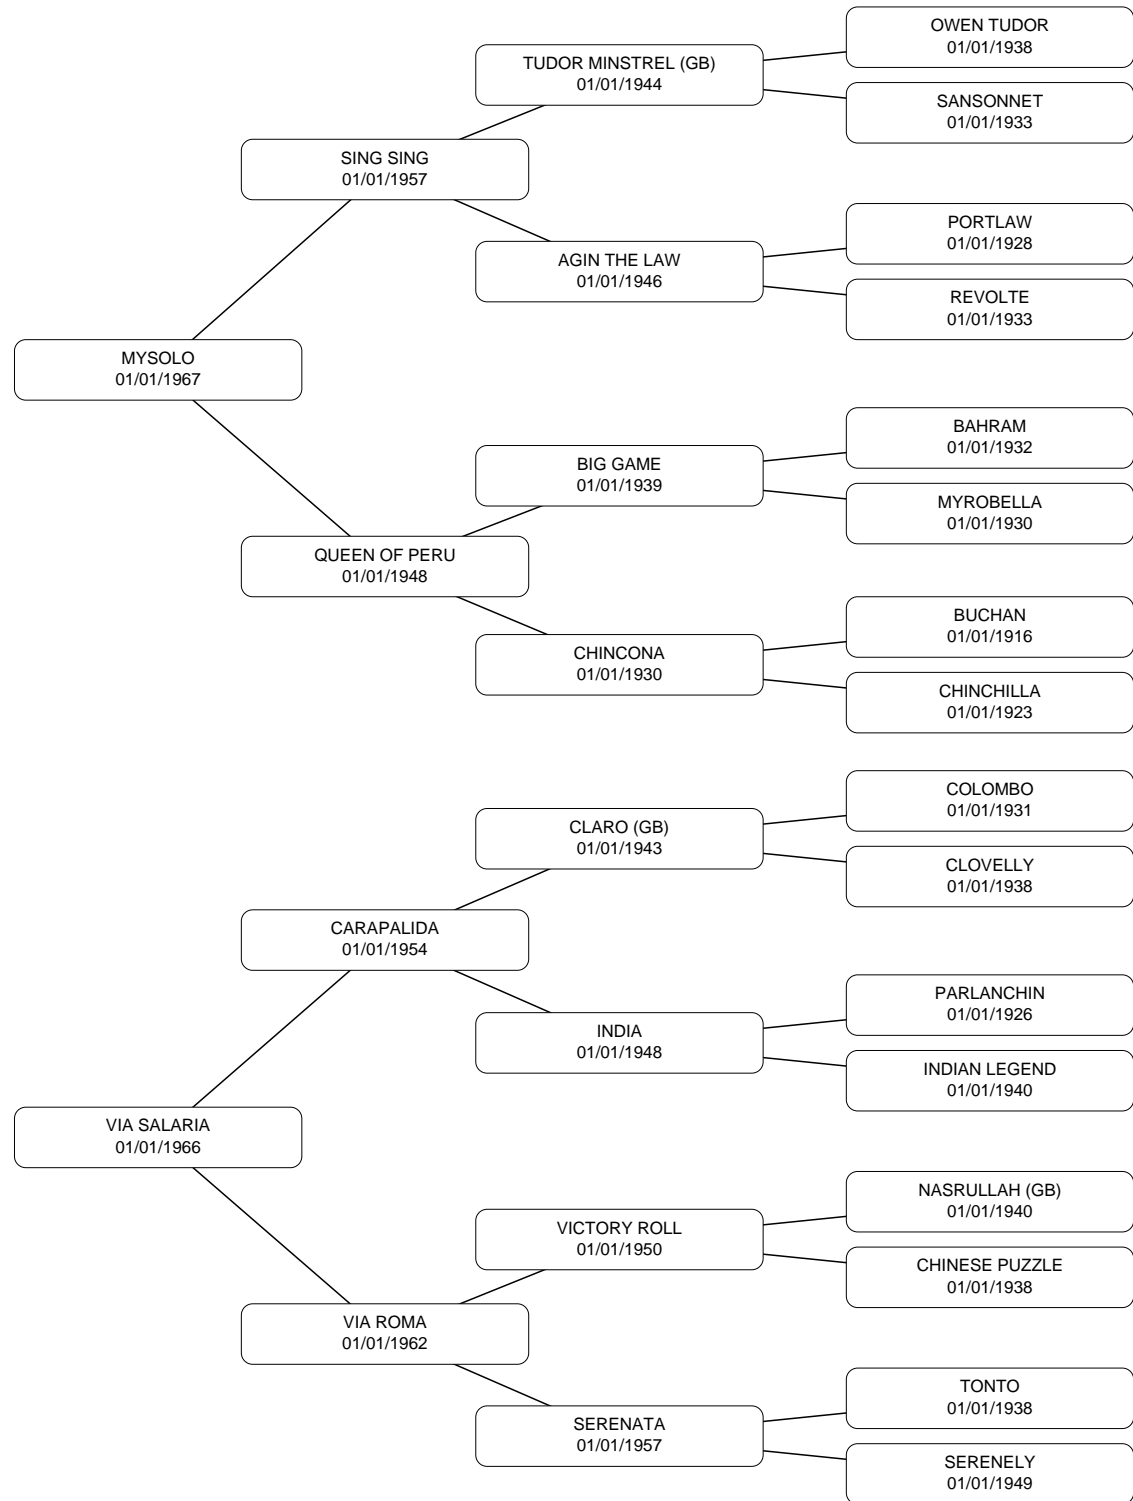 OWEN TUDOR
01/01/1938
TUDOR MINSTREL (GB)
01/01/1944
SANSONNET
01/01/1933
SING SING
01/01/1957
PORTLAW
01/01/1928
AGIN THE LAW
01/01/1946
REVOLTE
01/01/1933
MYSOLO
01/01/1967
BAHRAM
01/01/1932
BIG GAME
01/01/1939
MYROBELLA
01/01/1930
QUEEN OF PERU
01/01/1948
BUCHAN
01/01/1916
CHINCONA
01/01/1930
CHINCHILLA
01/01/1923
COLOMBO
01/01/1931
CLARO (GB)
01/01/1943
CLOVELLY
01/01/1938
CARAPALIDA
01/01/1954
PARLANCHIN
01/01/1926
INDIA
01/01/1948
INDIAN LEGEND
01/01/1940
VIA SALARIA
01/01/1966
NASRULLAH (GB)
01/01/1940
VICTORY ROLL
01/01/1950
CHINESE PUZZLE
01/01/1938
VIA ROMA
01/01/1962
TONTO
01/01/1938
SERENATA
01/01/1957
SERENELY
01/01/1949